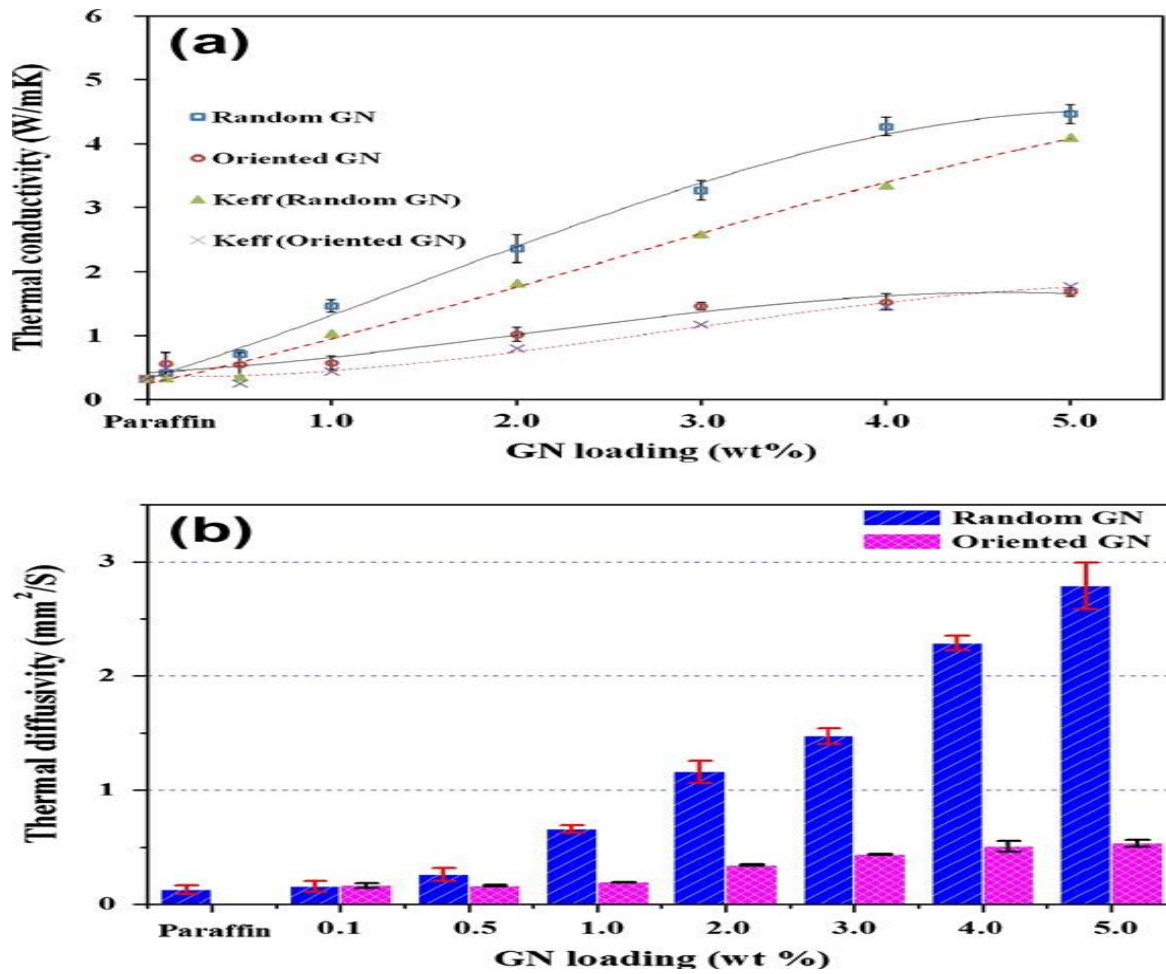 (a)
Thermal conductivity (W/mK)
6
5
4
3
2
1
0
Random GN
Oriented GN
Keff (Random GN)
Keff (Oriented GN)
Paraffin 1.0 2.0 3.0 4.0 5.0
GN loading (wt%)
(b)
Random GN
Oriented GN
Thermal diffusivity (mm²/S)
3
2
1
0
Paraffin 0.1 0.5 1.0 2.0 3.0 4.0 5.0
GN loading (wt %)